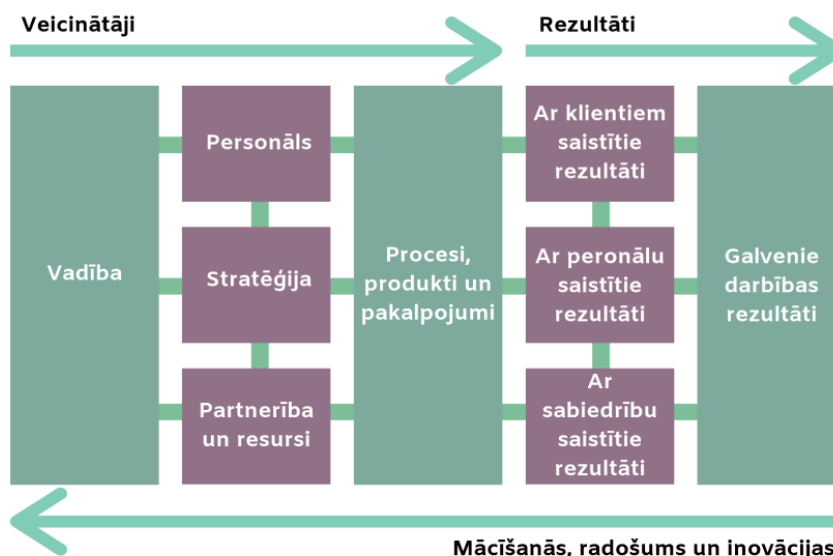 Veicinātāji
Rezultāti
Vadība
Personāls
Stratēģija
Partnerība
un resursi
Procesi,
produkti un
pakalpojumi
Ar klientiem
saistītie
rezultāti
Ar peronālu
saistītie
rezultāti
Ar
sabiedrību
saistītie
rezultāti
Galvenie
darbības
rezultāti
Mācīšanās, radošums un inovācijas